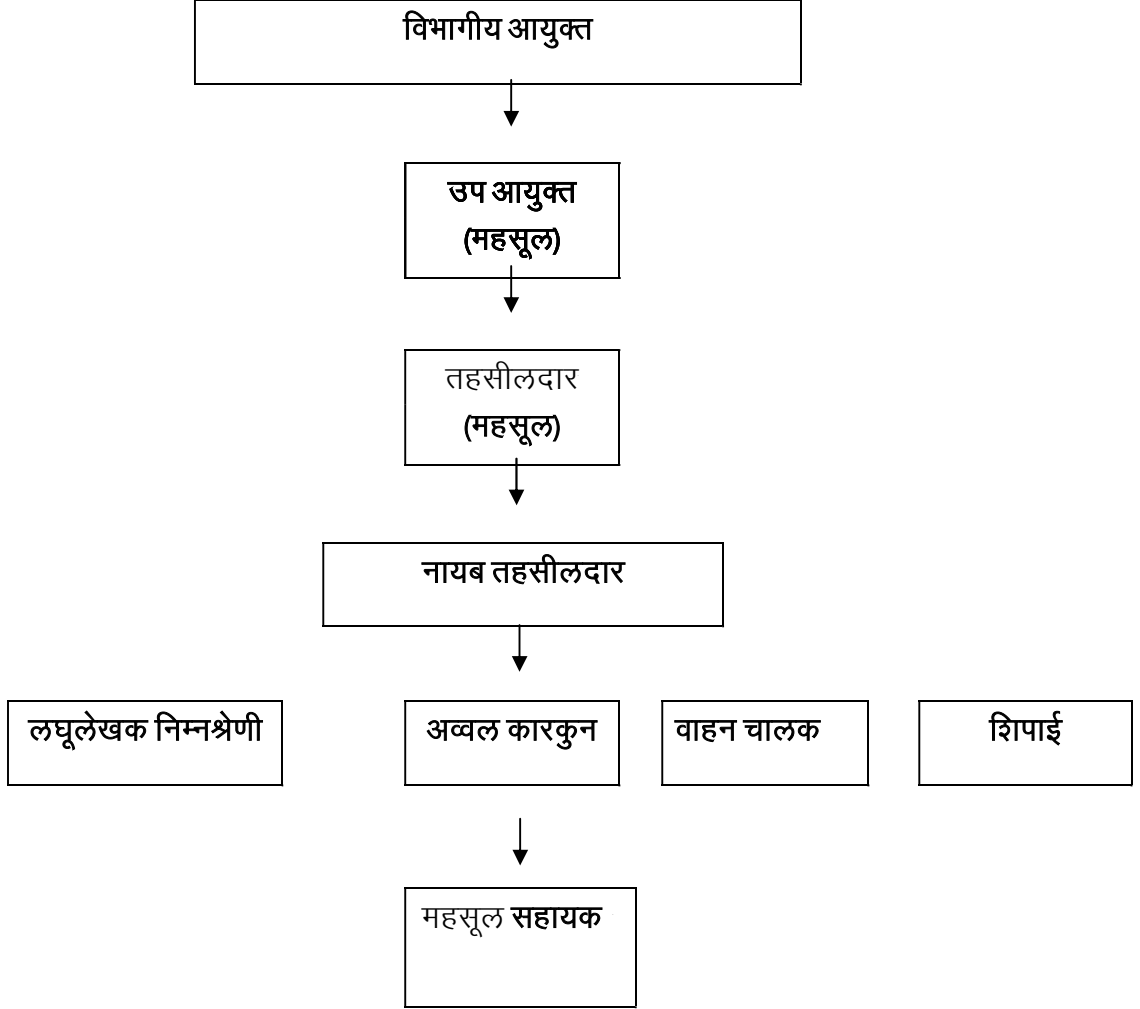 विभागीय आयुक्त
उप आयुक्त
(महसूल)
तहसीलदार
(महसूल)
नायब तहसीलदार
लघूलेखक निम्नश्रेणी
अव्वल कारकुन
वाहन चालक
शिपाई
महसूल सहायक